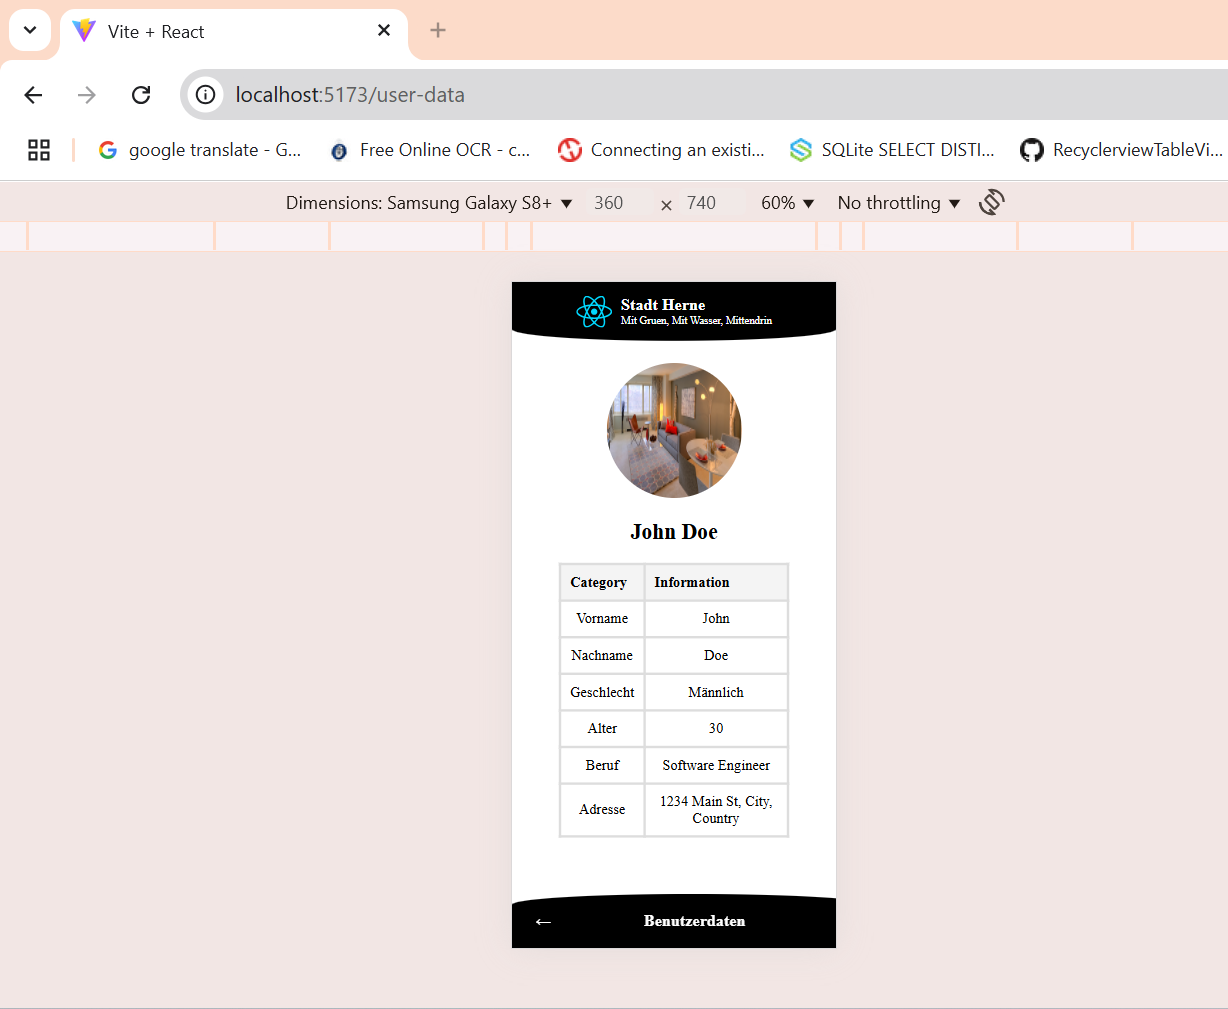 Vite + React
localhost:5173/user-data
google translate - G...
Free Online OCR - c...
Connecting an existi...
SQLite SELECT DISTI...
RecyclerviewTableVi...
Dimensions: Samsung Galaxy S8+ ▼ 360 × 740 60% ▼ No throttling ▼
Stadt Herne
Mit Gruen, Mit Wasser, Mittendrin
John Doe
Category Information
Vorname John
Nachname Doe
Geschlecht Männlich
Alter 30
Beruf Software Engineer
Adresse 1234 Main St, City,
Country
← Benutzerdaten